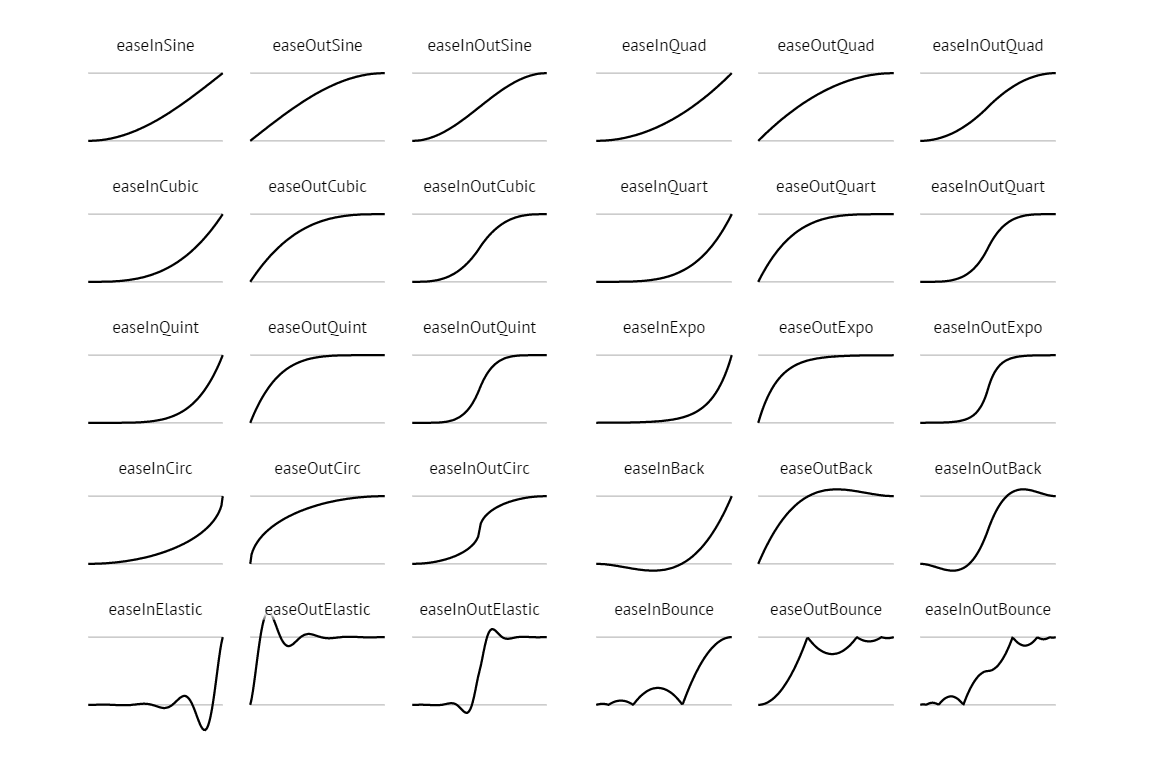 easeInSine easeOutSine easeInOutSine easeInQuad easeOutQuad easeInOutQuad
easeInCubic easeOutCubic easeInOutCubic easeInQuart easeOutQuart easeInOutQuart
easeInQuint easeOutQuint easeInOutQuint easeInExpo easeOutExpo easeInOutExpo
easeInCirc easeOutCirc easeInOutCirc easeInBack easeOutBack easeInOutBack
easeInElastic easeOutElastic easeInOutElastic easeInBounce easeOutBounce easeInOutBounce